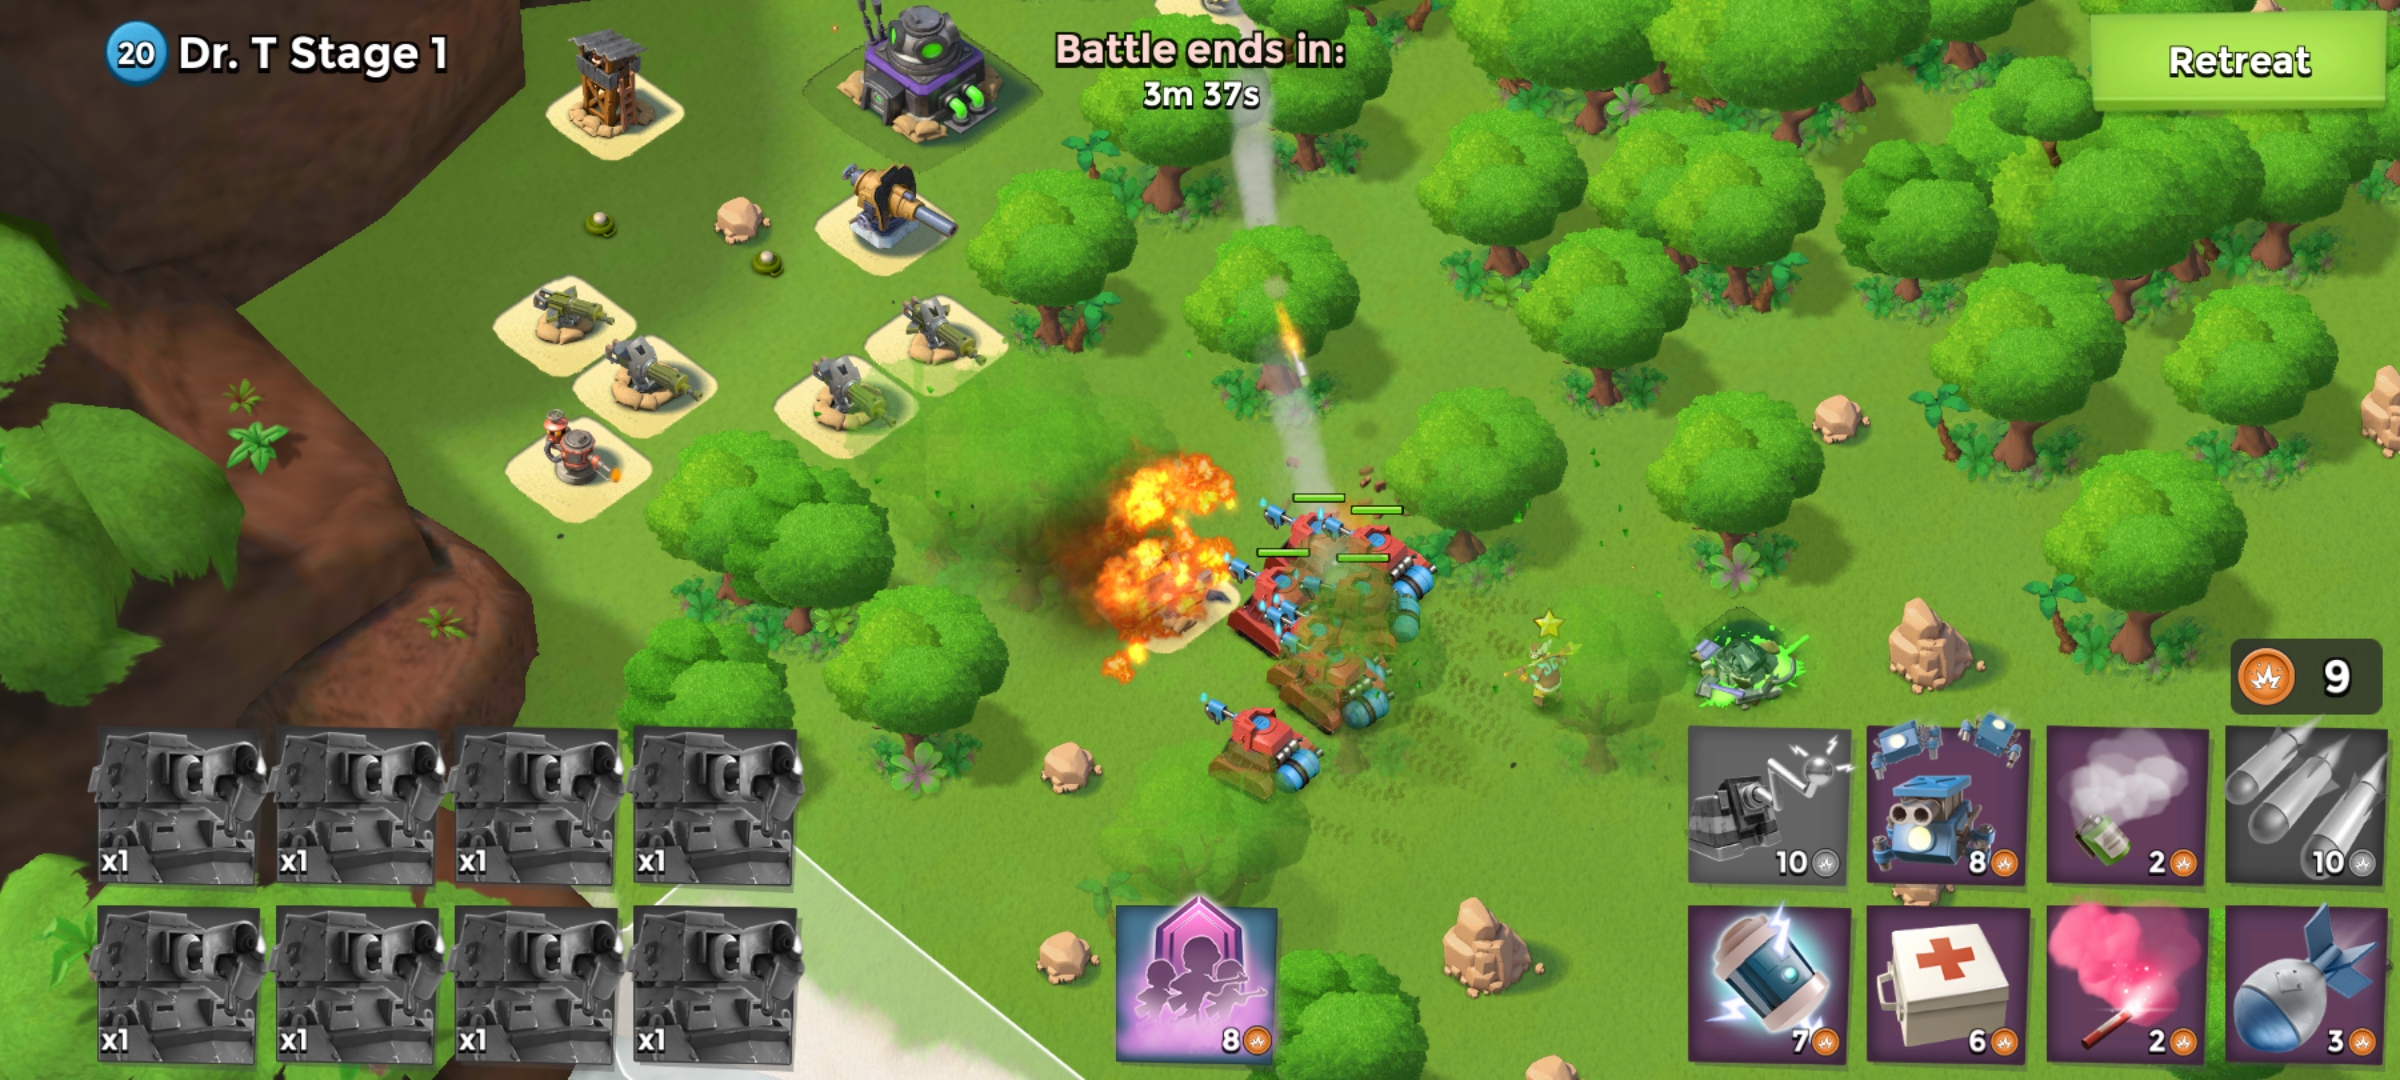 20 Dr. T Stage 1
Battle ends in:
3m 37s
Retreat
9
x1 x1 x1 x1
10 8 2 10
x1 x1 x1 x1
8
7 6 2 3